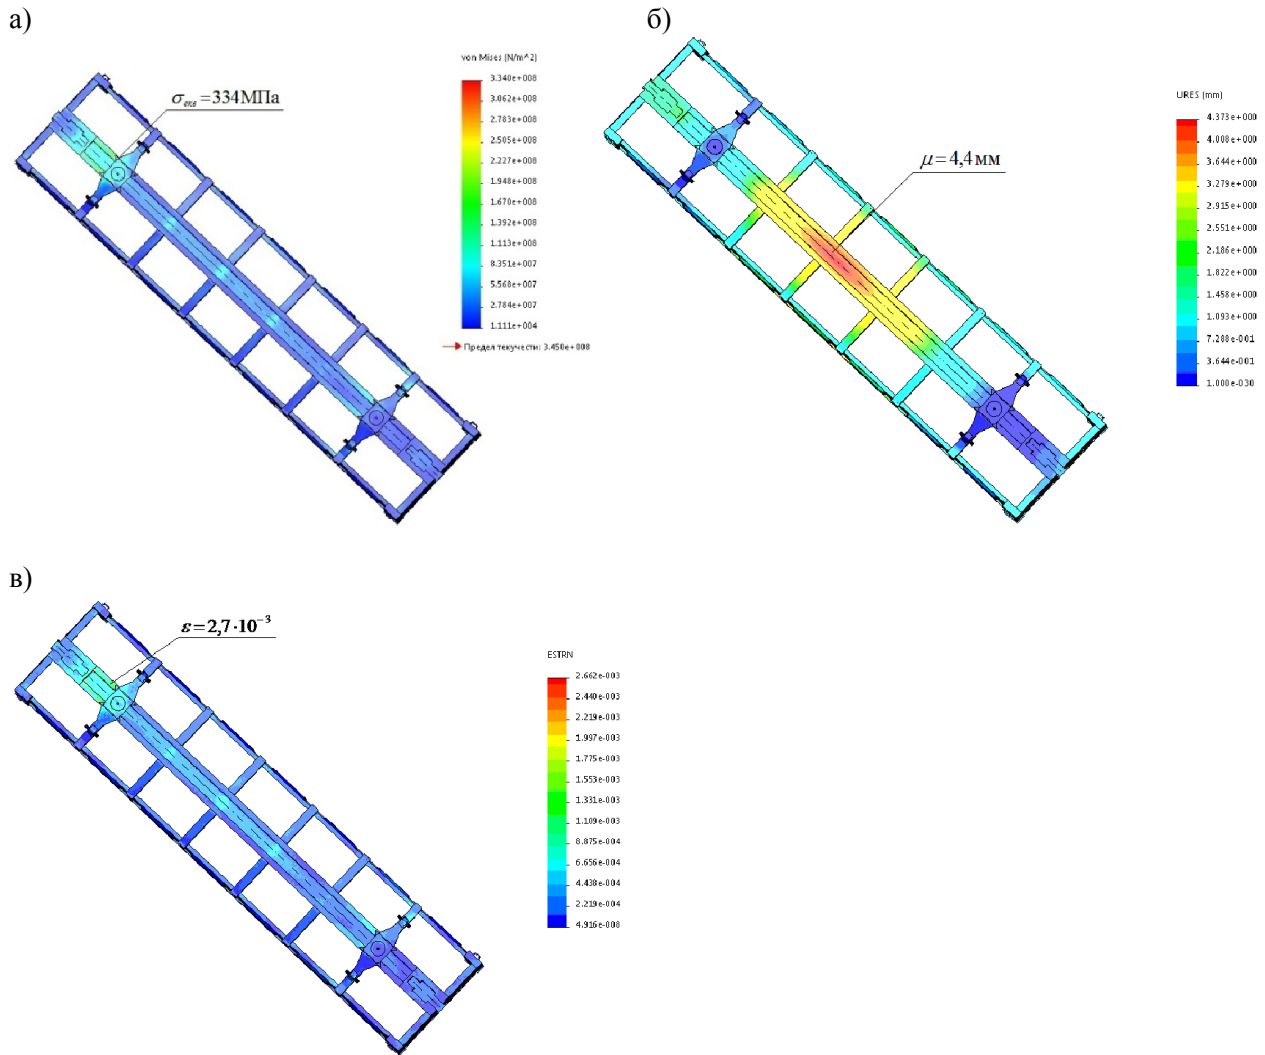 а)
von Mises (N/m^2)
σэкв=334МПа
3.340e+008
3.062e+008
2.783e+008
2.505e+008
2.227e+008
1.948e+008
1.670e+008
1.392e+008
1.113e+008
8.351e+007
5.568e+007
2.784e+007
1.111e+004
Предел текучести: 3.450e+008
б)
URES (mm)
μ=4,4мм
4.373e+000
4.008e+000
3.644e+000
3.279e+000
2.915e+000
2.551e+000
2.186e+000
1.822e+000
1.458e+000
1.093e+000
7.288e-001
3.644e-001
1.000e-030
в)
ε=2,7·10⁻³
ESTRN
2.662e-003
2.440e-003
2.219e-003
1.997e-003
1.775e-003
1.553e-003
1.331e-003
1.109e-003
8.875e-004
6.656e-004
4.438e-004
2.219e-004
4.916e-008